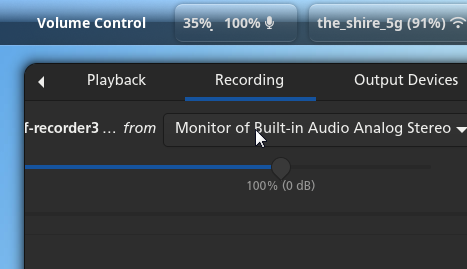 Volume Control 35% 100% the_shire_5g (91%)
Playback Recording Output Devices
f-recorder3 ... from Monitor of Built-in Audio Analog Stereo
100% (0 dB)